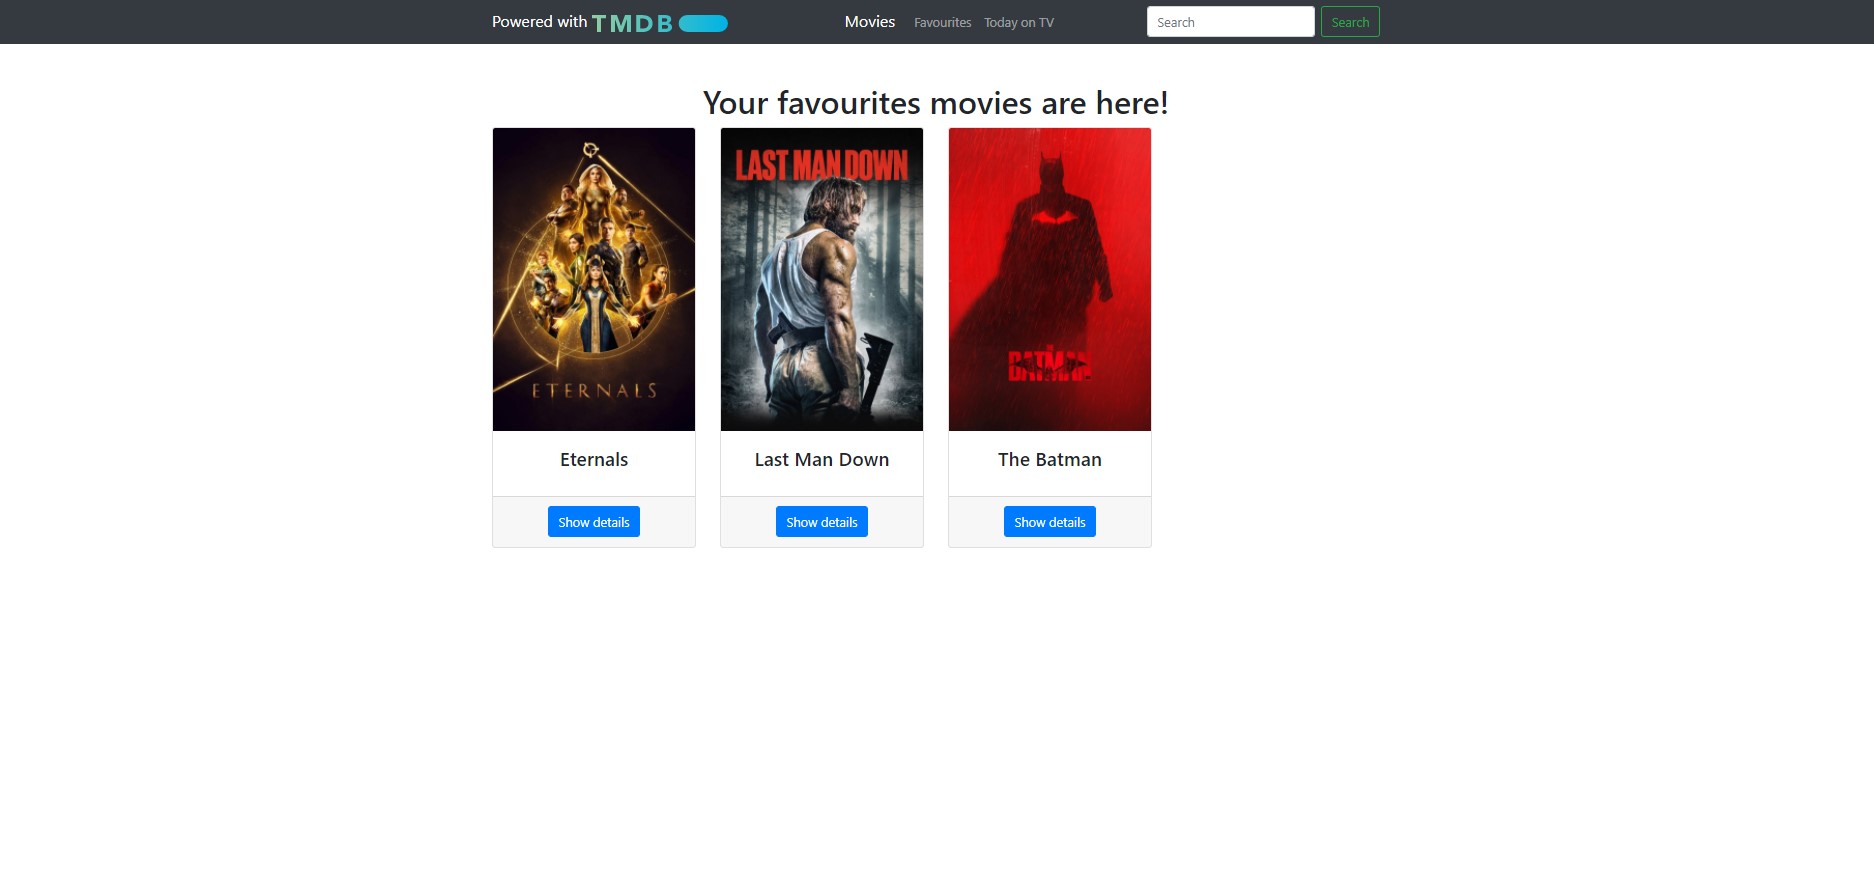 Powered with TMDB
Movies Favourites Today on TV
Search Search
Your favourites movies are here!
ETERNALS
LAST MAN DOWN
BATMAN
Eternals Last Man Down The Batman
Show details Show details Show details